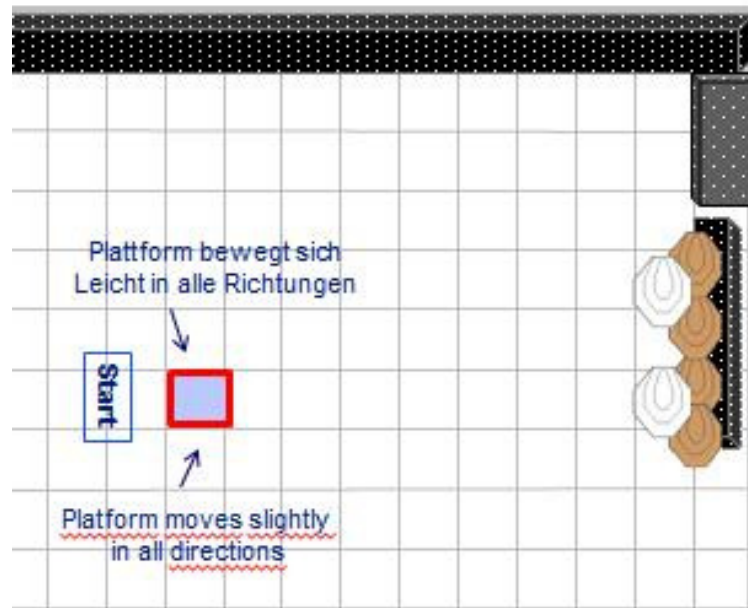 Plattform bewegt sich
Leicht in alle Richtungen
Start
Platform moves slightly
in all directions